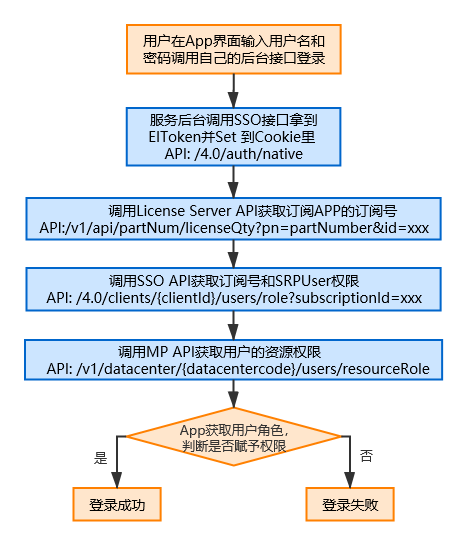 用户在App界面输入用户名和
密码调用自己的后台接口登录
服务后台调用SSO接口拿到
EIToken并Set 到Cookie里
API: /4.0/auth/native
调用License Server API获取订阅APP的订阅号
API:/v1/api/partNum/licenseQty?pn=partNumber&id=xxx
调用SSO API获取订阅号和SRPUser权限
API: /4.0/clients/{clientId}/users/role?subscriptionId=xxx
调用MP API获取用户的资源权限
API: /v1/datacenter/{datacentercode}/users/resourceRole
App获取用户角色，
判断是否赋予权限
是
否
登录成功
登录失败